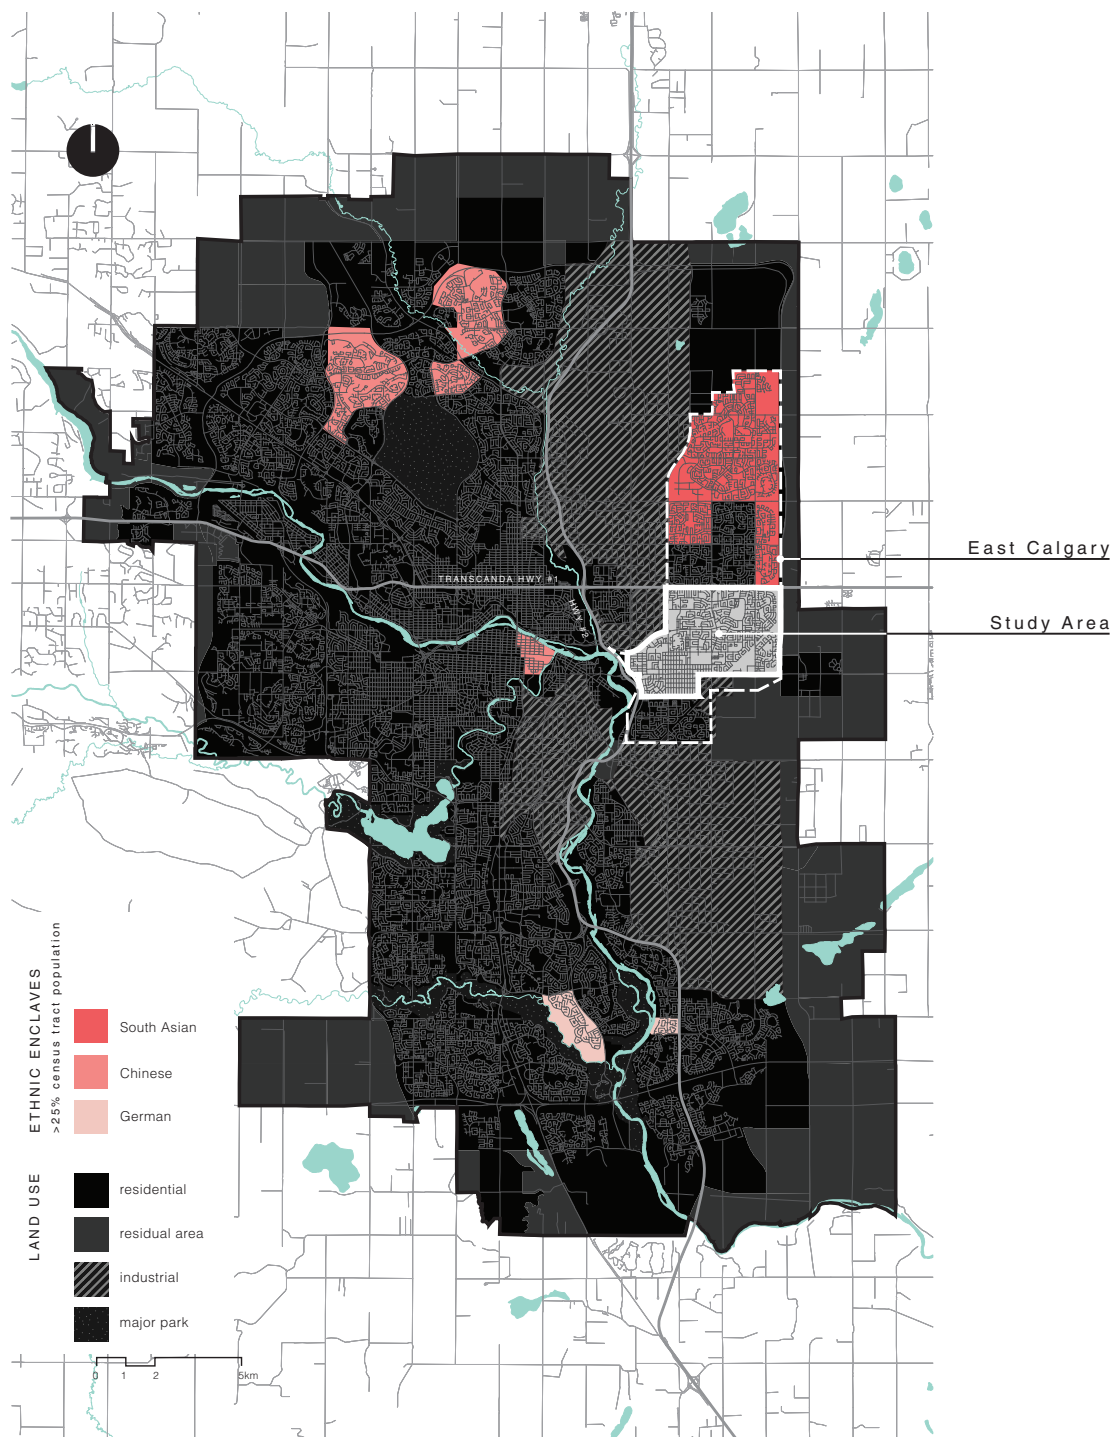 East Calgary
TRANSCANDA HWY #1
HWY #2
Study Area
ETHNIC ENCLAVES
>25% census tract population
South Asian
Chinese
German
LAND USE
residential
residual area
industrial
major park
0 1 2 5km